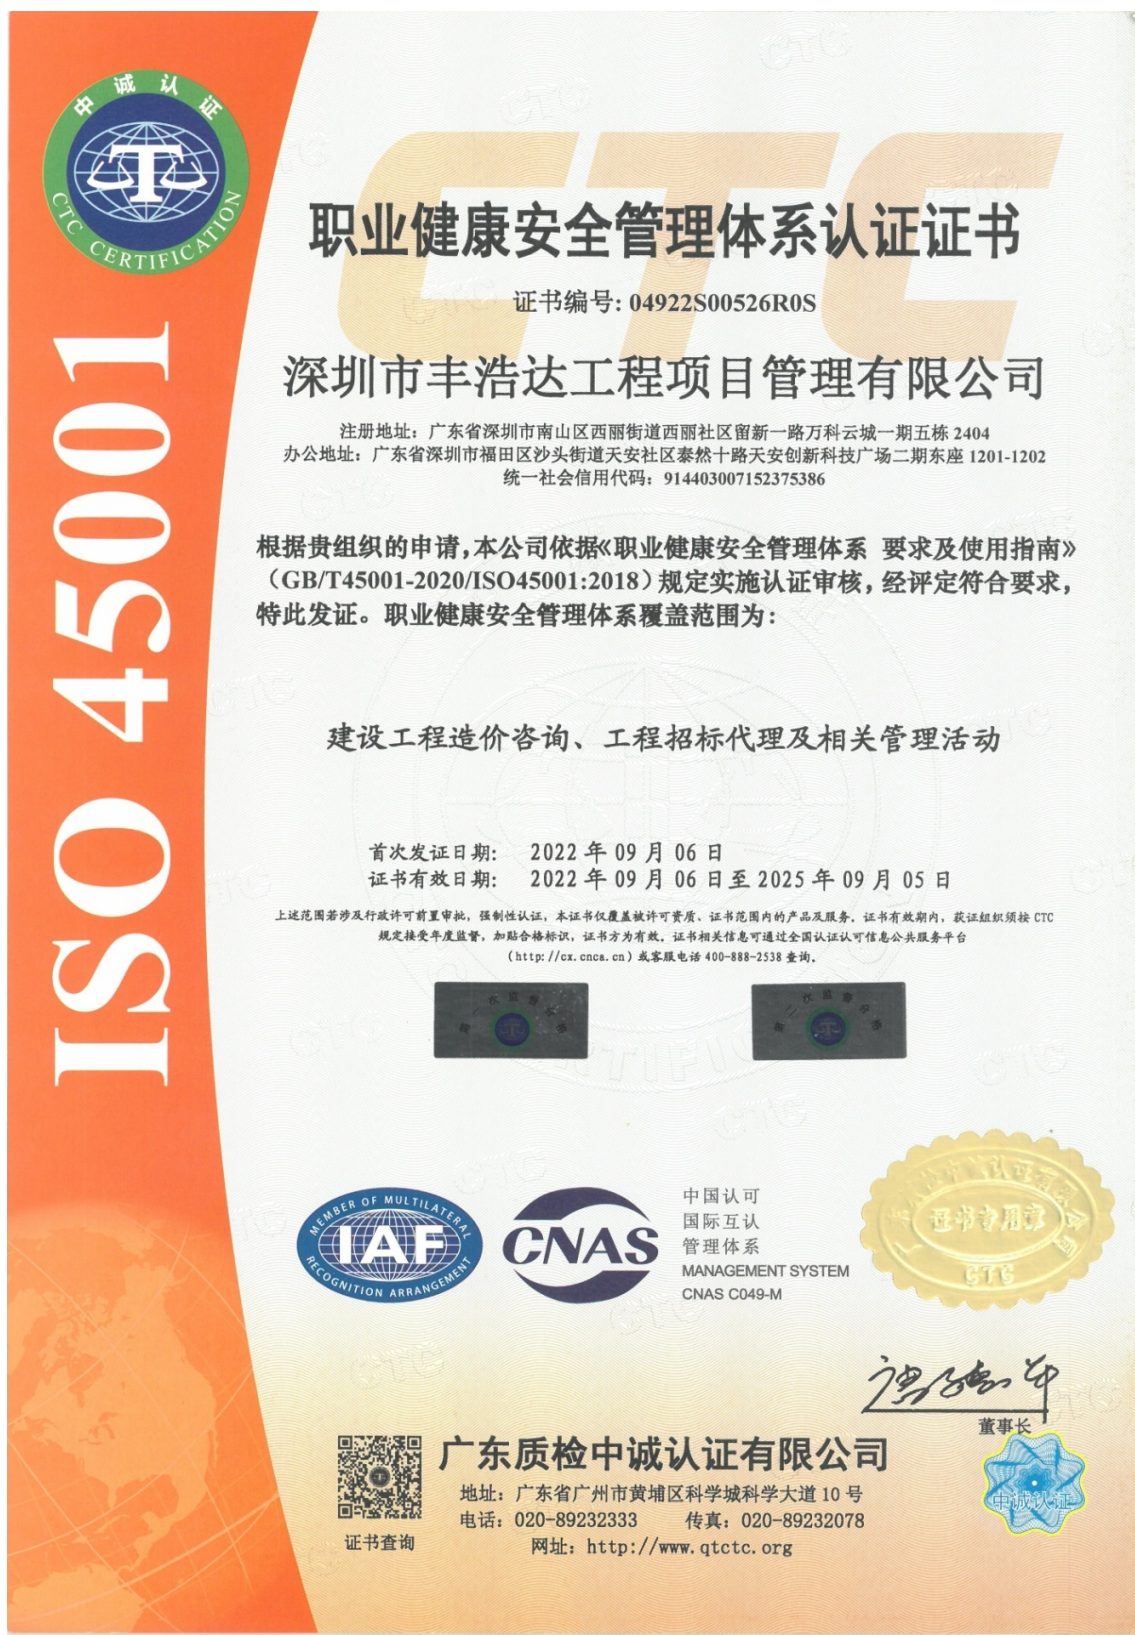 中诚认证
CTC CERTIFICATION
ISO 45001
CTC
职业健康安全管理体系认证证书
证书编号: 04922S00526R0S
深圳市丰浩达工程项目管理有限公司
注册地址：广东省深圳市南山区西丽街道西丽社区留新一路万科云城一期五栋 2404
办公地址：广东省深圳市福田区沙头街道天安社区泰然十路天安创新科技广场二期东座 1201-1202
统一社会信用代码：914403007152375386
根据贵组织的申请,本公司依据《职业健康安全管理体系 要求及使用指南》
（GB/T45001-2020/ISO45001:2018）规定实施认证审核, 经评定符合要求,
特此发证。职业健康安全管理体系覆盖范围为:
建设工程造价咨询、工程招标代理及相关管理活动
首次发证日期: 2022 年 09 月 06 日
证书有效日期: 2022 年 09 月 06 日至 2025 年 09 月 05 日
上述范围若涉及行政许可前置审批，强制性认证，本证书仅覆盖被许可资质、证书范围内的产品及服务。证书有效期内，获证组织须按 CTC
规定接受年度监督，加贴合格标识，证书方为有效。证书相关信息可通过全国认证认可信息公共服务平台
（http://cx.cnca.cn）或客服电话 400-888-2538 查询。
MEMBER OF MULTILATERAL
IAF
RECOGNITION ARRANGEMENT
CNAS
中国认可
国际互认
管理体系
MANAGEMENT SYSTEM
CNAS C049-M
证书专用章
CTC
董事长
中诚认证
证书查询
广东质检中诚认证有限公司
地址：广东省广州市黄埔区科学城科学大道 10 号
电话：020-89232333 传真：020-89232078
网址：http://www.qtctc.org